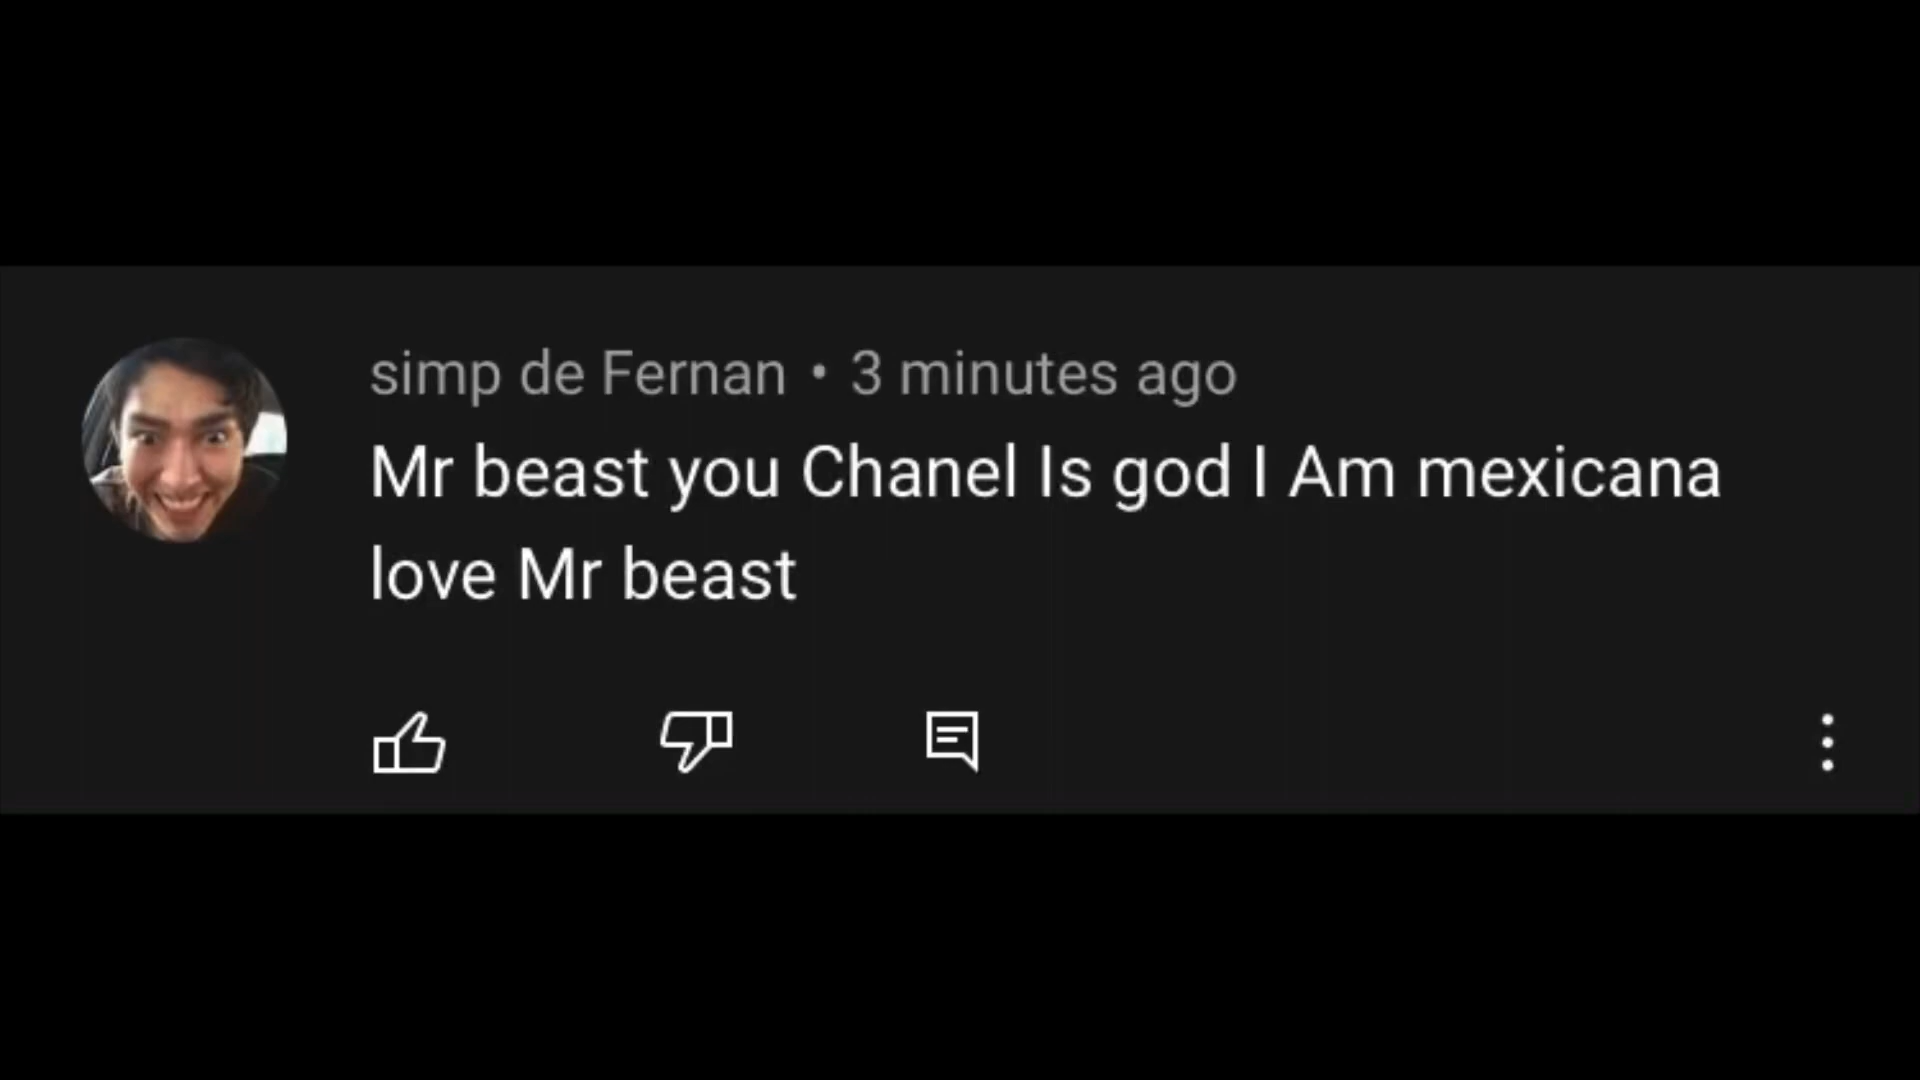 simp de Fernan • 3 minutes ago
Mr beast you Chanel Is god I Am mexicana
love Mr beast